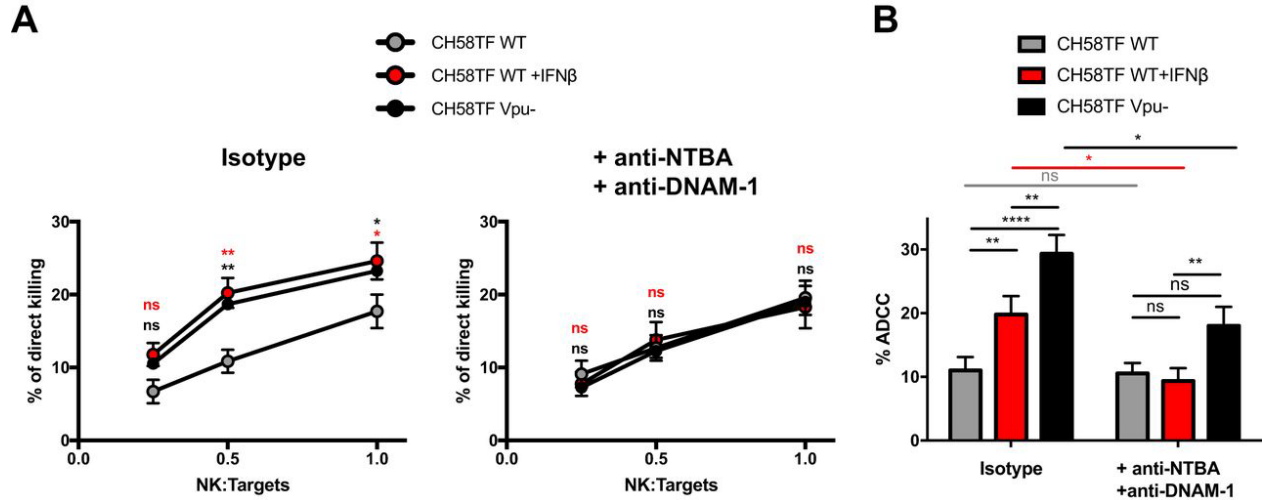 A
CH58TF WT
CH58TF WT +IFNβ
CH58TF Vpu-
Isotype
% of direct killing
30
20
10
0
0.0
0.5
1.0
NK:Targets
ns
ns
**
**
*
*
+ anti-NTBA
+ anti-DNAM-1
% of direct killing
30
20
10
0
0.0
0.5
1.0
NK:Targets
ns
ns
ns
ns
ns
ns
B
CH58TF WT
CH58TF WT+IFNβ
CH58TF Vpu-
*
*
ns
**
****
**
**
ns
ns
% ADCC
30
20
10
0
Isotype
+ anti-NTBA
+anti-DNAM-1